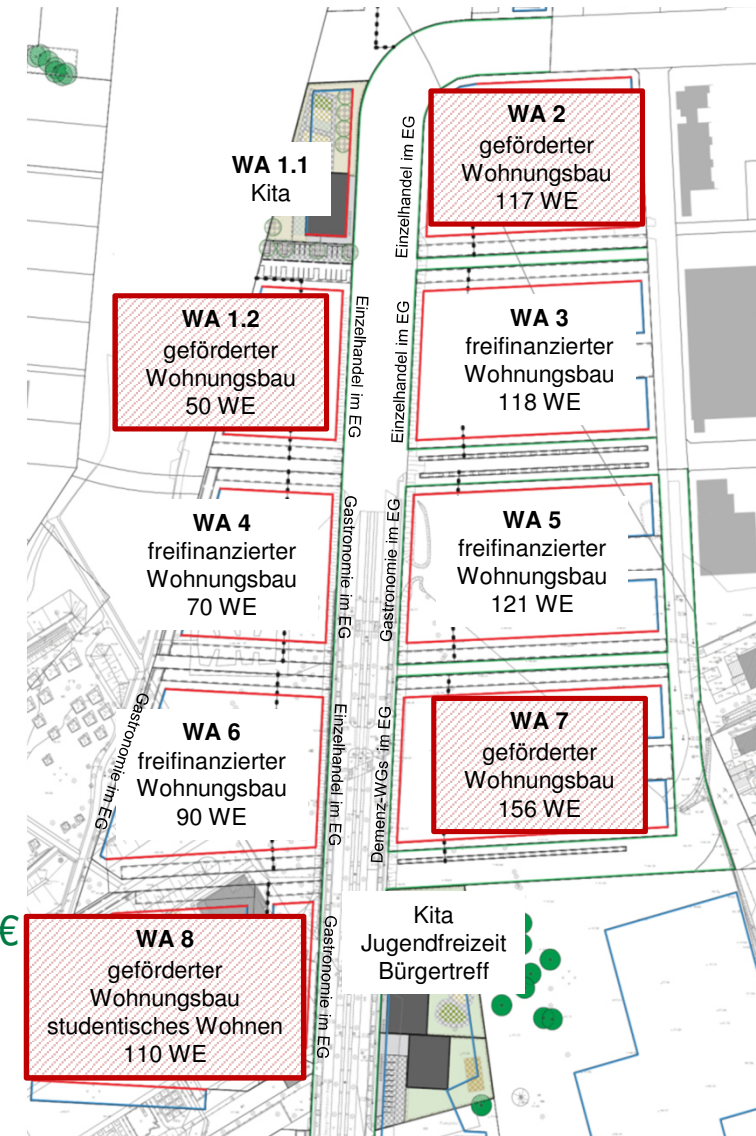 WA 2
geförderter
Wohnungsbau
117 WE
Einzelhandel im EG
WA 1.1
Kita
WA 1.2
geförderter
Wohnungsbau
50 WE
Einzelhandel im EG
Einzelhandel im EG
WA 3
freifinanzierter
Wohnungsbau
118 WE
WA 4
freifinanzierter
Wohnungsbau
70 WE
Gastronomie im EG
Gastronomie im EG
WA 5
freifinanzierter
Wohnungsbau
121 WE
Gastronomie im EG
WA 6
freifinanzierter
Wohnungsbau
90 WE
Einzelhandel im EG
Demenz-WGs im EG
WA 7
geförderter
Wohnungsbau
156 WE
€
WA 8
geförderter
Wohnungsbau
studentisches Wohnen
110 WE
Gastronomie im EG
Kita
Jugendfreizeit
Bürgertreff